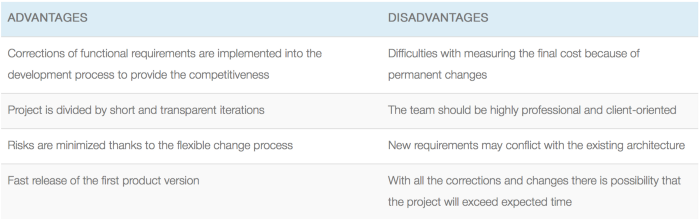 ADVANTAGES DISADVANTAGES
Corrections of functional requirements are implemented into the
development process to provide the competitiveness
Difficulties with measuring the final cost because of
permanent changes
Project is divided by short and transparent iterations
The team should be highly professional and client-oriented
Risks are minimized thanks to the flexible change process
New requirements may conflict with the existing architecture
Fast release of the first product version
With all the corrections and changes there is possibility that
the project will exceed expected time